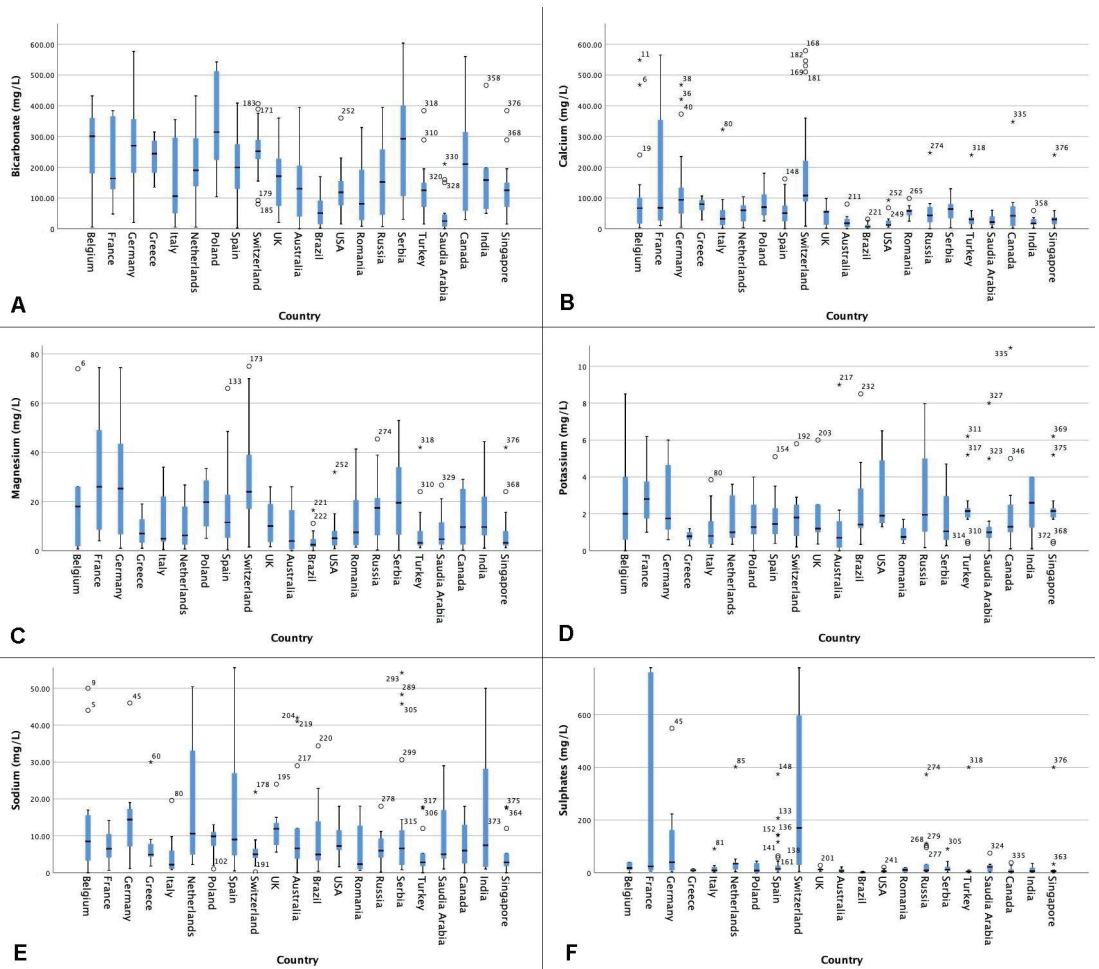 A
Bicarbonate (mg/L)
600.00
500.00
400.00
300.00
200.00
100.00
0
183
171
179
185
252
318
310
320
330
328
358
376
368
Belgium
France
Germany
Greece
Italy
Netherlands
Poland
Spain
Switzerland
UK
Australia
Brazil
USA
Romania
Russia
Serbia
Turkey
Saudi Arabia
Canada
India
Singapore
Country
B
Calcium (mg/L)
600.00
500.00
400.00
300.00
200.00
100.00
0
11
6
19
38
36
40
80
148
168
182
169
181
211
221
252
249
265
274
318
335
358
376
Belgium
France
Germany
Greece
Italy
Netherlands
Poland
Spain
Switzerland
UK
Australia
Brazil
USA
Romania
Russia
Serbia
Turkey
Saudi Arabia
Canada
India
Singapore
Country
C
Magnesium (mg/L)
80
60
40
20
0
6
133
173
221
222
252
274
318
310
329
376
368
Belgium
France
Germany
Greece
Italy
Netherlands
Poland
Spain
Switzerland
UK
Australia
Brazil
USA
Romania
Russia
Serbia
Turkey
Saudi Arabia
Canada
India
Singapore
Country
D
Potassium (mg/L)
10
8
6
4
2
0
80
154
192
203
217
232
311
317
314
310
327
323
335
346
369
375
372
368
Belgium
France
Germany
Greece
Italy
Netherlands
Poland
Spain
Switzerland
UK
Australia
Brazil
USA
Romania
Russia
Serbia
Turkey
Saudi Arabia
Canada
India
Singapore
Country
E
Sodium (mg/L)
50.00
40.00
30.00
20.00
10.00
0
9
5
45
60
80
102
178
191
195
204
219
217
220
278
293
289
305
299
317
306
315
375
364
373
Belgium
France
Germany
Greece
Italy
Netherlands
Poland
Spain
Switzerland
UK
Australia
Brazil
USA
Romania
Russia
Serbia
Turkey
Saudi Arabia
Canada
India
Singapore
Country
F
Sulphates (mg/L)
600
400
200
0
45
81
85
148
133
152
136
141
138
161
201
241
274
268
279
277
305
318
324
335
376
363
Belgium
France
Germany
Greece
Italy
Netherlands
Poland
Spain
Switzerland
UK
Australia
Brazil
USA
Romania
Russia
Serbia
Turkey
Saudi Arabia
Canada
India
Singapore
Country